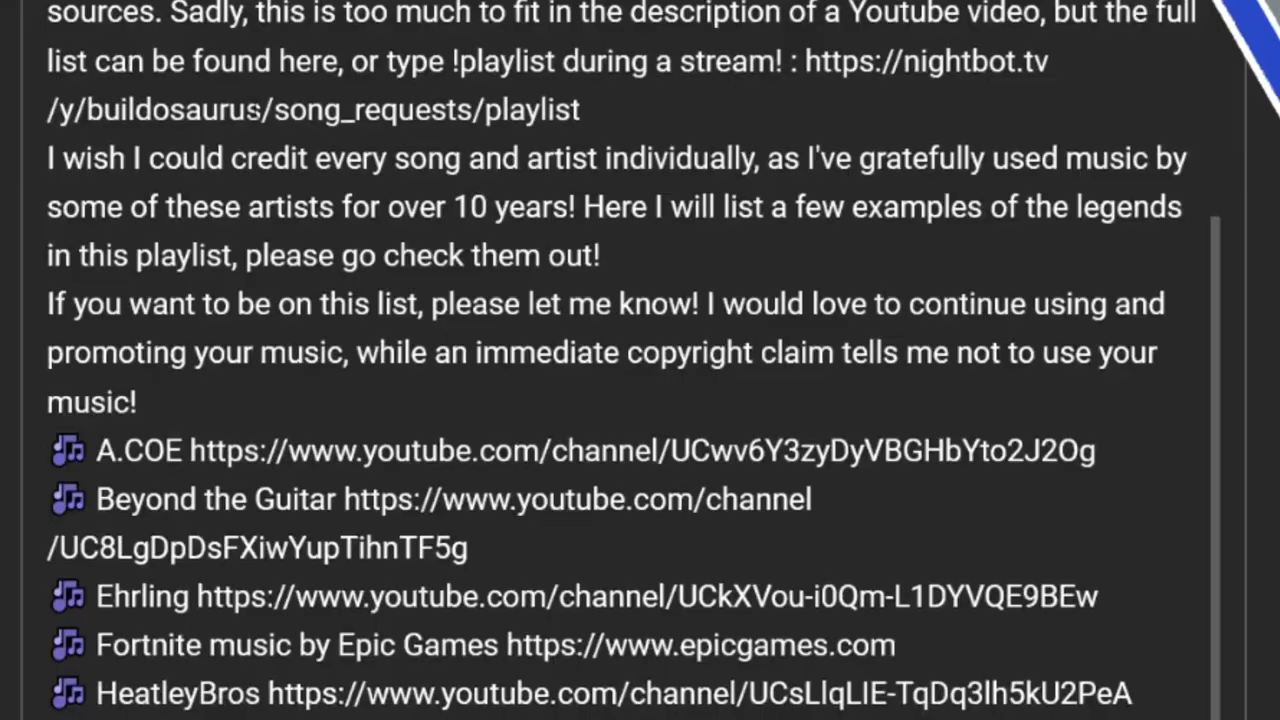 sources. Sadly, this is too much to fit in the description of a Youtube video, but the full
list can be found here, or type !playlist during a stream! : https://nightbot.tv
/y/buildosaurus/song_requests/playlist
I wish I could credit every song and artist individually, as I've gratefully used music by
some of these artists for over 10 years! Here I will list a few examples of the legends
in this playlist, please go check them out!
If you want to be on this list, please let me know! I would love to continue using and
promoting your music, while an immediate copyright claim tells me not to use your
music!
A.COE https://www.youtube.com/channel/UCwv6Y3zyDyVBGHbYto2J2Og
Beyond the Guitar https://www.youtube.com/channel
/UC8LgDpDsFXiwYupTihnTF5g
Ehrling https://www.youtube.com/channel/UCkXVou-i0Qm-L1DYVQE9BEw
Fortnite music by Epic Games https://www.epicgames.com
HeatleyBros https://www.youtube.com/channel/UCsLlqLIE-TqDq3lh5kU2PeA